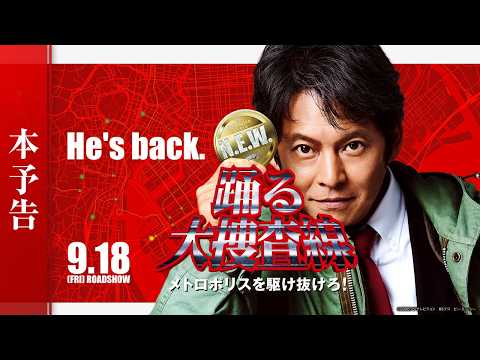 本予告
He's back.
N.E.W.
踊る
大捜査線
メトロポリスを駆け抜けろ!
9.18
(FRI) ROADSHOW